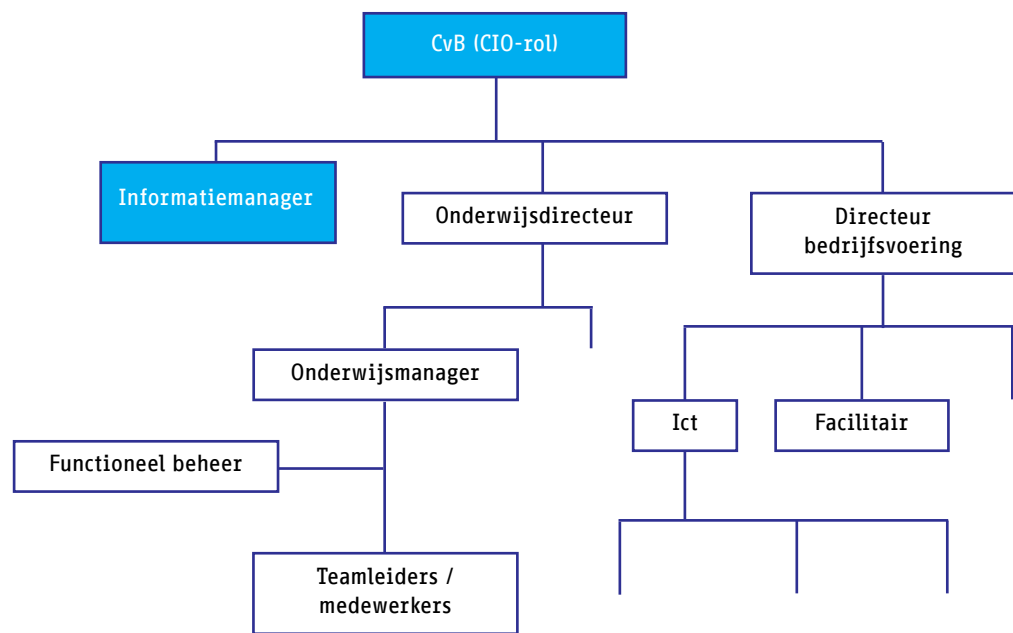 CvB (CIO-rol)
Informatiemanager
Onderwijsdirecteur
Directeur
bedrijfsvoering
Onderwijsmanager
Ict
Facilitair
Functioneel beheer
Teamleiders /
medewerkers